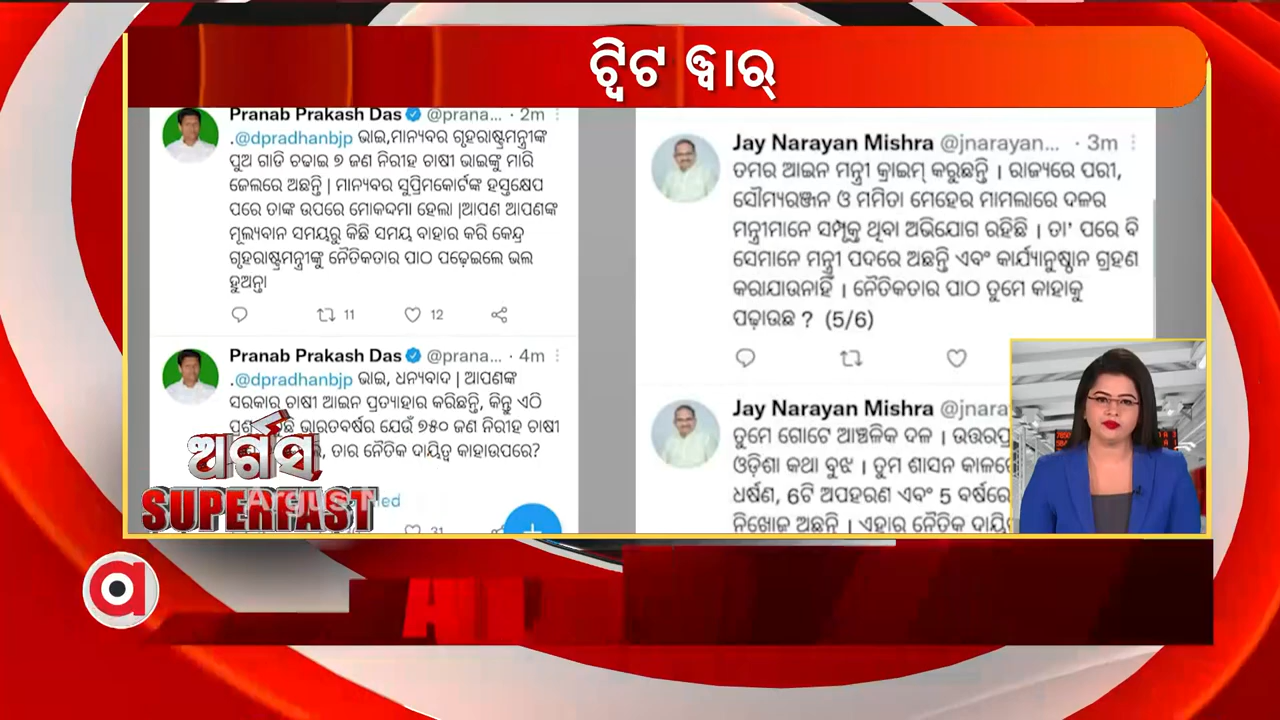 ଟ୍ୱିଟ ୱାର୍
Pranab Prakash Das @prana... · 2m
.@dpradhanbjp ଭାଇ,ମାନ୍ୟବର ଗୃହରାଷ୍ଟ୍ରମନ୍ତ୍ରୀଙ୍କ
ପୁଅ ଗାଡି ଚଢାଇ ୭ ଜଣ ନିରୀହ ଚାଷୀ ଭାଇଙ୍କୁ ମାରି
ଜେଲରେ ଅଛନ୍ତି | ମାନ୍ୟବର ସୁପ୍ରିମକୋର୍ଟଙ୍କ ହସ୍ତକ୍ଷେପ
ପରେ ତାଙ୍କ ଉପରେ ମୋକଦ୍ଦମା ହେଲା |ଆପଣ ଆପଣଙ୍କ
ମୂଲ୍ୟବାନ ସମୟରୁ କିଛି ସମୟ ବାହାର କରି କେନ୍ଦ୍ର
ଗୃହରାଷ୍ଟ୍ରମନ୍ତ୍ରୀଙ୍କୁ ନୈତିକତାର ପାଠ ପଢ଼େଇଲେ ଭଲ
ହୁଅନ୍ତା
11 12
Pranab Prakash Das @prana... · 4m
.@dpradhanbjp ଭାଇ, ଧନ୍ୟବାଦ | ଆପଣଙ୍କ
ସରକାର ଚାଷୀ ଆଇନ ପ୍ରତ୍ୟାହାର କରିଛନ୍ତି, କିନ୍ତୁ ଏଠି
ଭାରତବର୍ଷର ଯେଉଁ ୭୫୦ ଜଣ ନିରୀହ ଚାଷୀ
ତାର ନୈତିକ ଦାୟିତ୍ୱ କାହାଉପରେ?
Jay Narayan Mishra @jnarayan... · 3m
ତମର ଆଇନ ମନ୍ତ୍ରୀ କ୍ରାଇମ୍ କରୁଛନ୍ତି । ରାଜ୍ୟରେ ପରୀ,
ସୌମ୍ୟରଞ୍ଜନ ଓ ମମିତା ମେହେର ମାମଲାରେ ଦଳର
ମନ୍ତ୍ରୀମାନେ ସମ୍ପୃକ୍ତ ଥିବା ଅଭିଯୋଗ ରହିଛି । ତା' ପରେ ବି
ସେମାନେ ମନ୍ତ୍ରୀ ପଦରେ ଅଛନ୍ତି ଏବଂ କାର୍ଯ୍ୟାନୁଷ୍ଠାନ ଗ୍ରହଣ
କରାଯାଉନାହିଁ । ନୈତିକତାର ପାଠ ତୁମେ କାହାକୁ
ପଢ଼ାଉଛ ? (5/6)
Jay Narayan Mishra @jnara
ତୁମେ ଗୋଟେ ଆଞ୍ଚଳିକ ଦଳ ।
ଓଡ଼ିଶା କଥା ବୁଝ । ତୁମ ଶାସନ
ଧର୍ଷଣ, 6ଟି ଅପହରଣ ଏବଂ 5 ବର୍ଷରେ
ନିଖୋଜ ଅଛନ୍ତି । ଏହାର ନୈତିକ
ଅର୍ଗସ
SUPERFAST
a